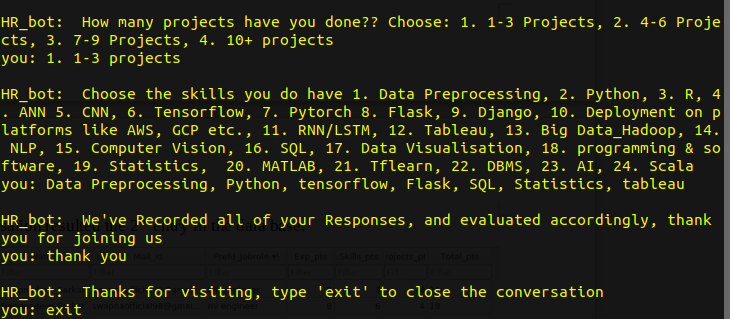 HR_bot:  How many projects have you done?? Choose: 1. 1-3 Projects, 2. 4-6 Proje
cts, 3. 7-9 Projects, 4. 10+ projects
you: 1. 1-3 projects
HR_bot:  Choose the skills you do have 1. Data Preprocessing, 2. Python, 3. R, 4
. ANN 5. CNN, 6. Tensorflow, 7. Pytorch 8. Flask, 9. Django, 10. Deployment on p
latforms like AWS, GCP etc., 11. RNN/LSTM, 12. Tableau, 13. Big Data_Hadoop, 14.
 NLP, 15. Computer Vision, 16. SQL, 17. Data Visualisation, 18. programming & so
ftware, 19. Statistics,  20. MATLAB, 21. Tflearn, 22. DBMS, 23. AI, 24. Scala
you: Data Preprocessing, Python, tensorflow, Flask, SQL, Statistics, tableau
HR_bot:  We've Recorded all of your Responses, and evaluated accordingly, thank
you for joining us
you: thank you
HR_bot:  Thanks for visiting, type 'exit' to close the conversation
you: exit